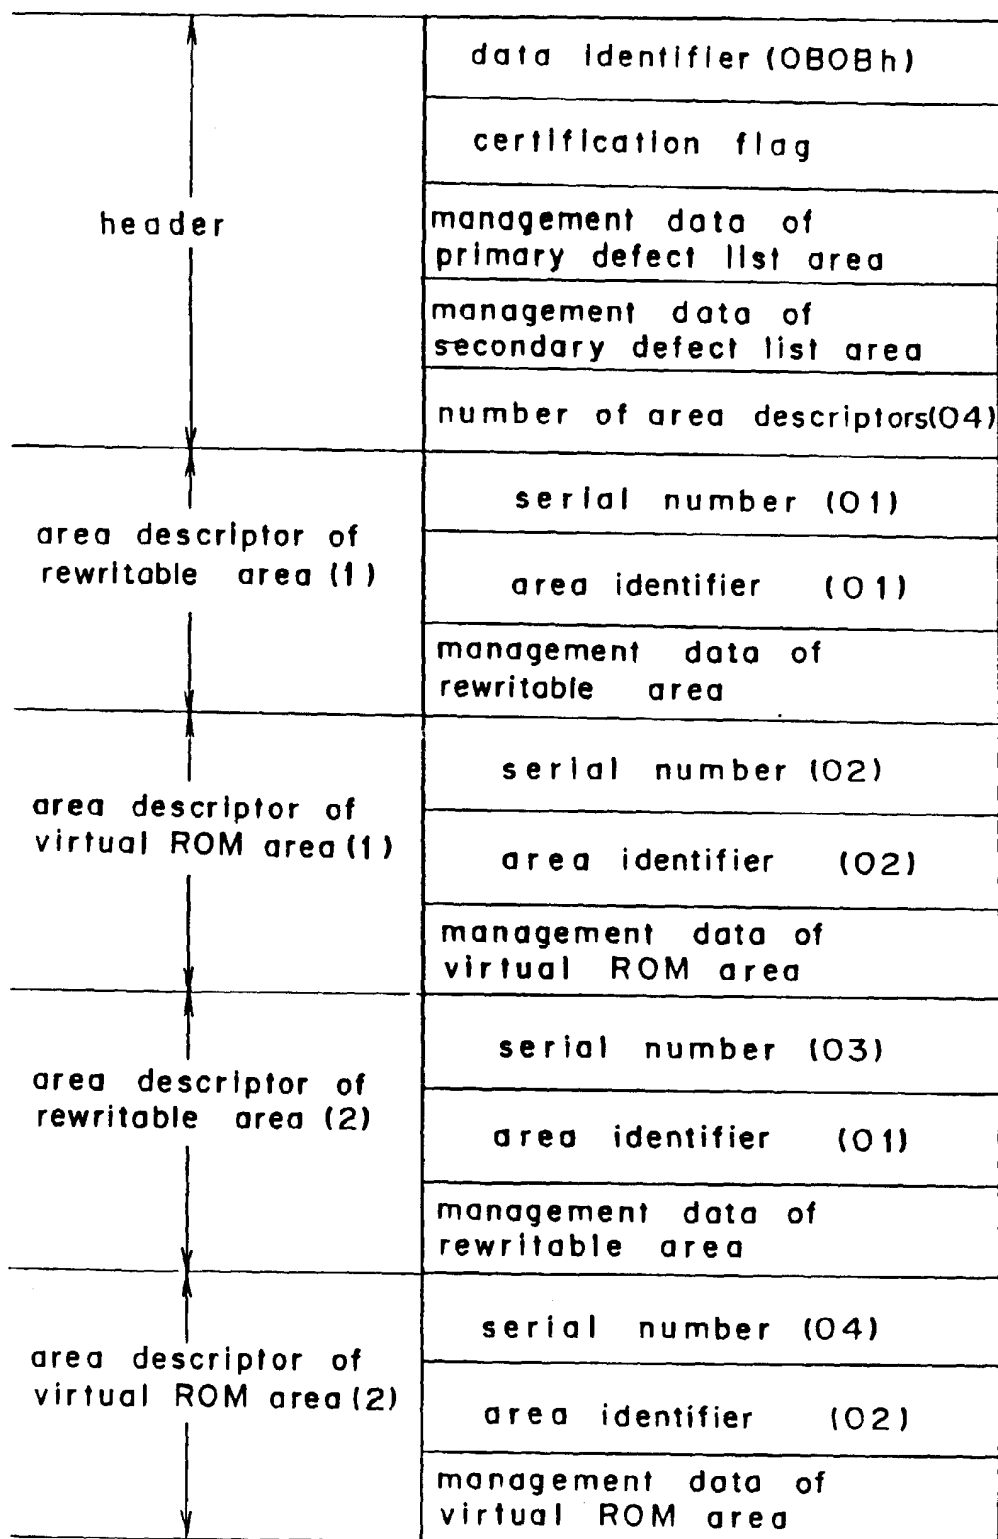 data identifier (0B0Bh)
certification flag
header
management data of
primary defect list area
management data of
secondary defect list area
number of area descriptors(04)
area descriptor of
rewritable area (1)
serial number (01)
area identifier (01)
management data of
rewritable area
area descriptor of
virtual ROM area (1)
serial number (02)
area identifier (02)
management data of
virtual ROM area
area descriptor of
rewritable area (2)
serial number (03)
area identifier (01)
management data of
rewritable area
area descriptor of
virtual ROM area (2)
serial number (04)
area identifier (02)
management data of
virtual ROM area